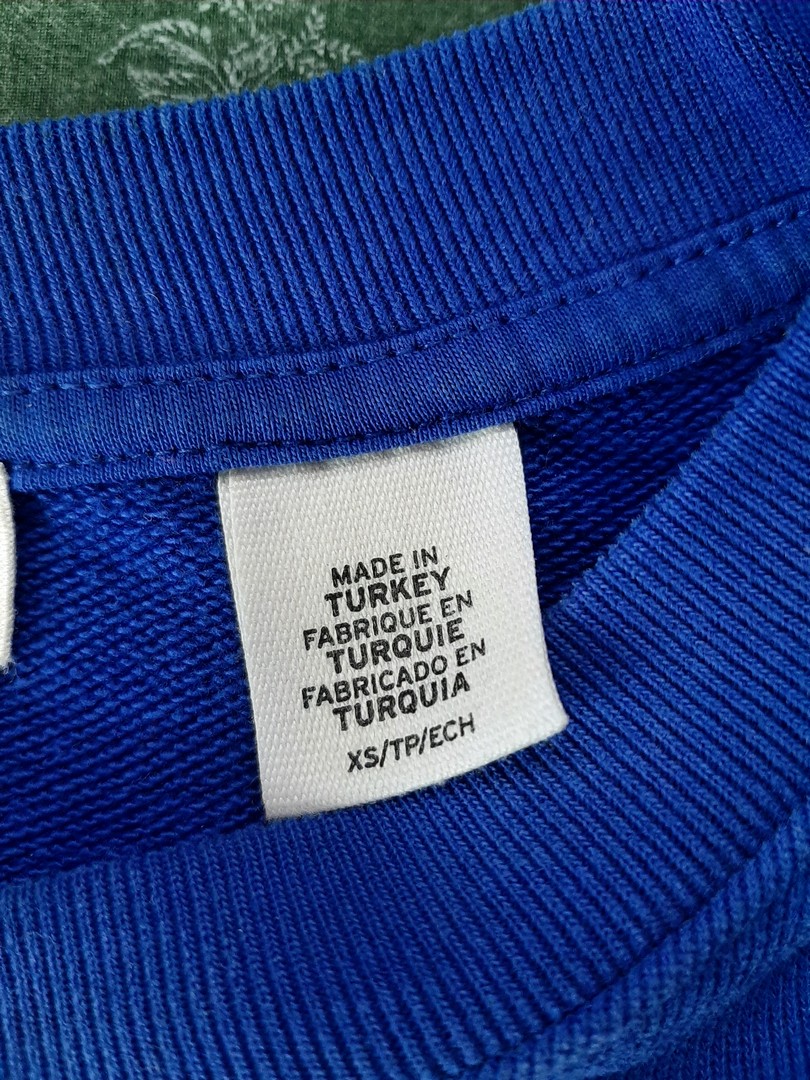 MADE IN
TURKEY
FABRIQUE EN
TURQUIE
FABRICADO EN
TURQUIA
XS/TP/ECH